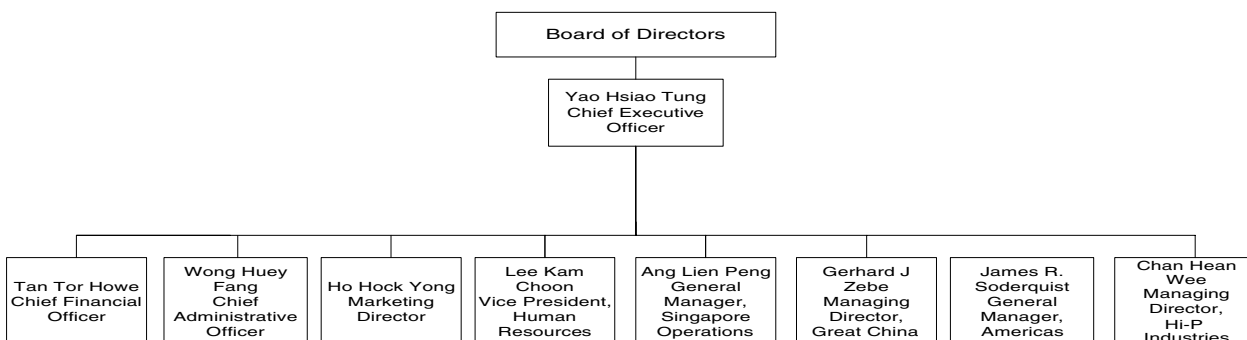 Board of Directors
Yao Hsiao Tung
Chief Executive
Officer
Tan Tor Howe
Chief Financial
Officer
Wong Huey
Fang
Chief
Administrative
Officer
Ho Hock Yong
Marketing
Director
Lee Kam
Choon
Vice President,
Human
Resources
Ang Lien Peng
General
Manager,
Singapore
Operations
Gerhard J
Zebe
Managing
Director,
Great China
James R.
Soderquist
General
Manager,
Americas
Chan Hean
Wee
Managing
Director,
Hi-P
Industries